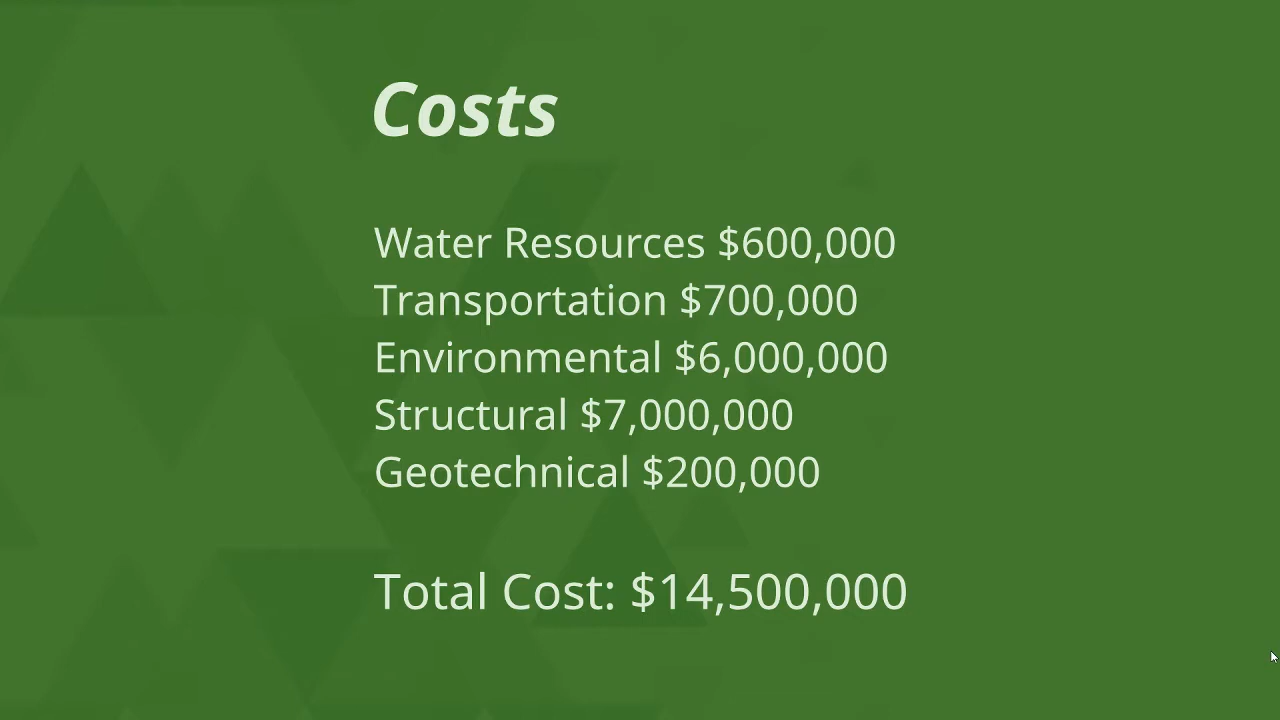 Costs
Water Resources $600,000
Transportation $700,000
Environmental $6,000,000
Structural $7,000,000
Geotechnical $200,000
Total Cost: $14,500,000